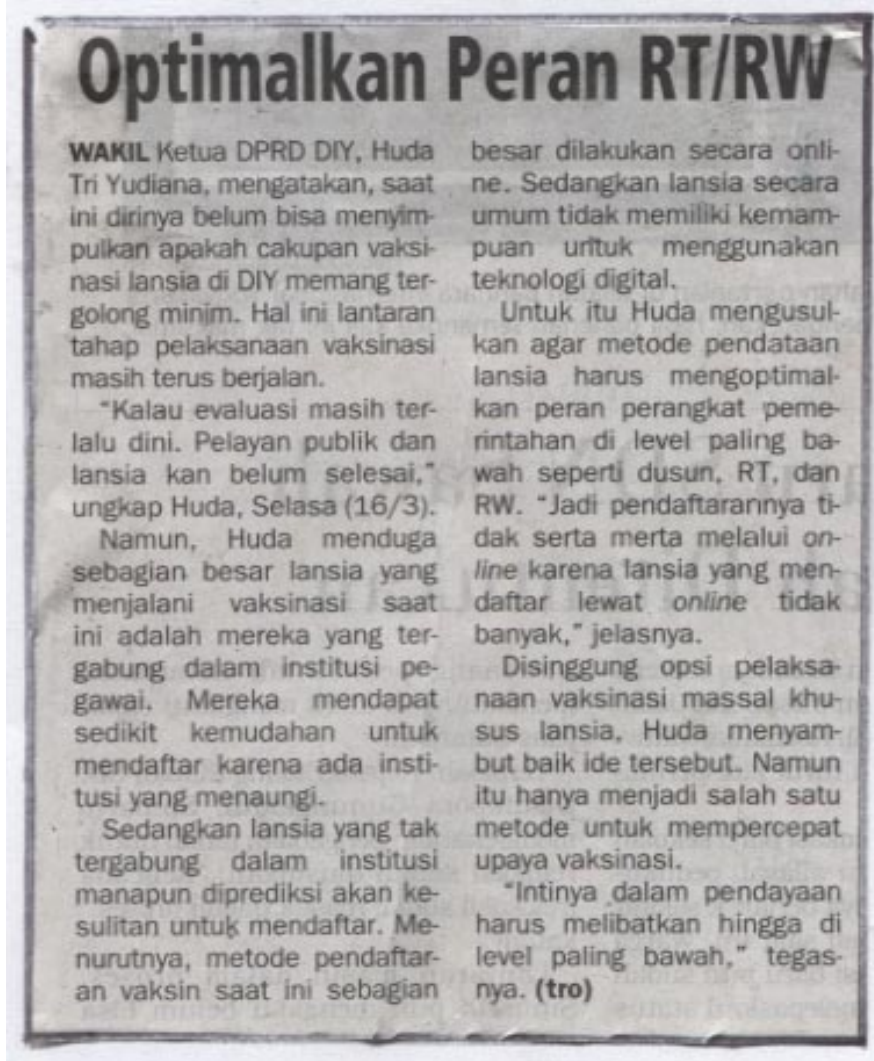 Optimalkan Peran RT/RW
WAKIL Ketua DPRD DIY, Huda
Tri Yudiana, mengatakan, saat
ini dirinya belum bisa menyim-
pulkan apakah cakupan vaksi-
nasi lansia di DIY memang ter-
golong minim. Hal ini lantaran
tahap pelaksanaan vaksinasi
masih terus berjalan.
"Kalau evaluasi masih ter-
lalu dini. Pelayan publik dan
lansia kan belum selesai,"
ungkap Huda, Selasa (16/3).
Namun, Huda menduga
sebagian besar lansia yang
menjalani vaksinasi saat
ini adalah mereka yang ter-
gabung dalam institusi pe-
gawai. Mereka mendapat
sedikit kemudahan untuk
mendaftar karena ada insti-
tusi yang menaungi.
Sedangkan lansia yang tak
tergabung dalam institusi
manapun diprediksi akan ke-
sulitan untuk mendaftar. Me-
nurutnya, metode pendaftar-
an vaksin saat ini sebagian
besar dilakukan secara onli-
ne. Sedangkan lansia secara
umum tidak memiliki kemam-
puan untuk menggunakan
teknologi digital.
Untuk itu Huda mengusul-
kan agar metode pendataan
lansia harus mengoptimal-
kan peran perangkat peme-
rintahan di level paling ba-
wah seperti dusun, RT, dan
RW. "Jadi pendaftarannya ti-
dak serta merta melalui on-
line karena lansia yang men-
daftar lewat online tidak
banyak," jelasnya.
Disinggung opsi pelaksa-
naan vaksinasi massal khu-
sus lansia, Huda menyam-
but baik ide tersebut. Namun
itu hanya menjadi salah satu
metode untuk mempercepat
upaya vaksinasi.
"Intinya dalam pendayaan
harus melibatkan hingga di
level paling bawah," tegas-
nya. (tro)